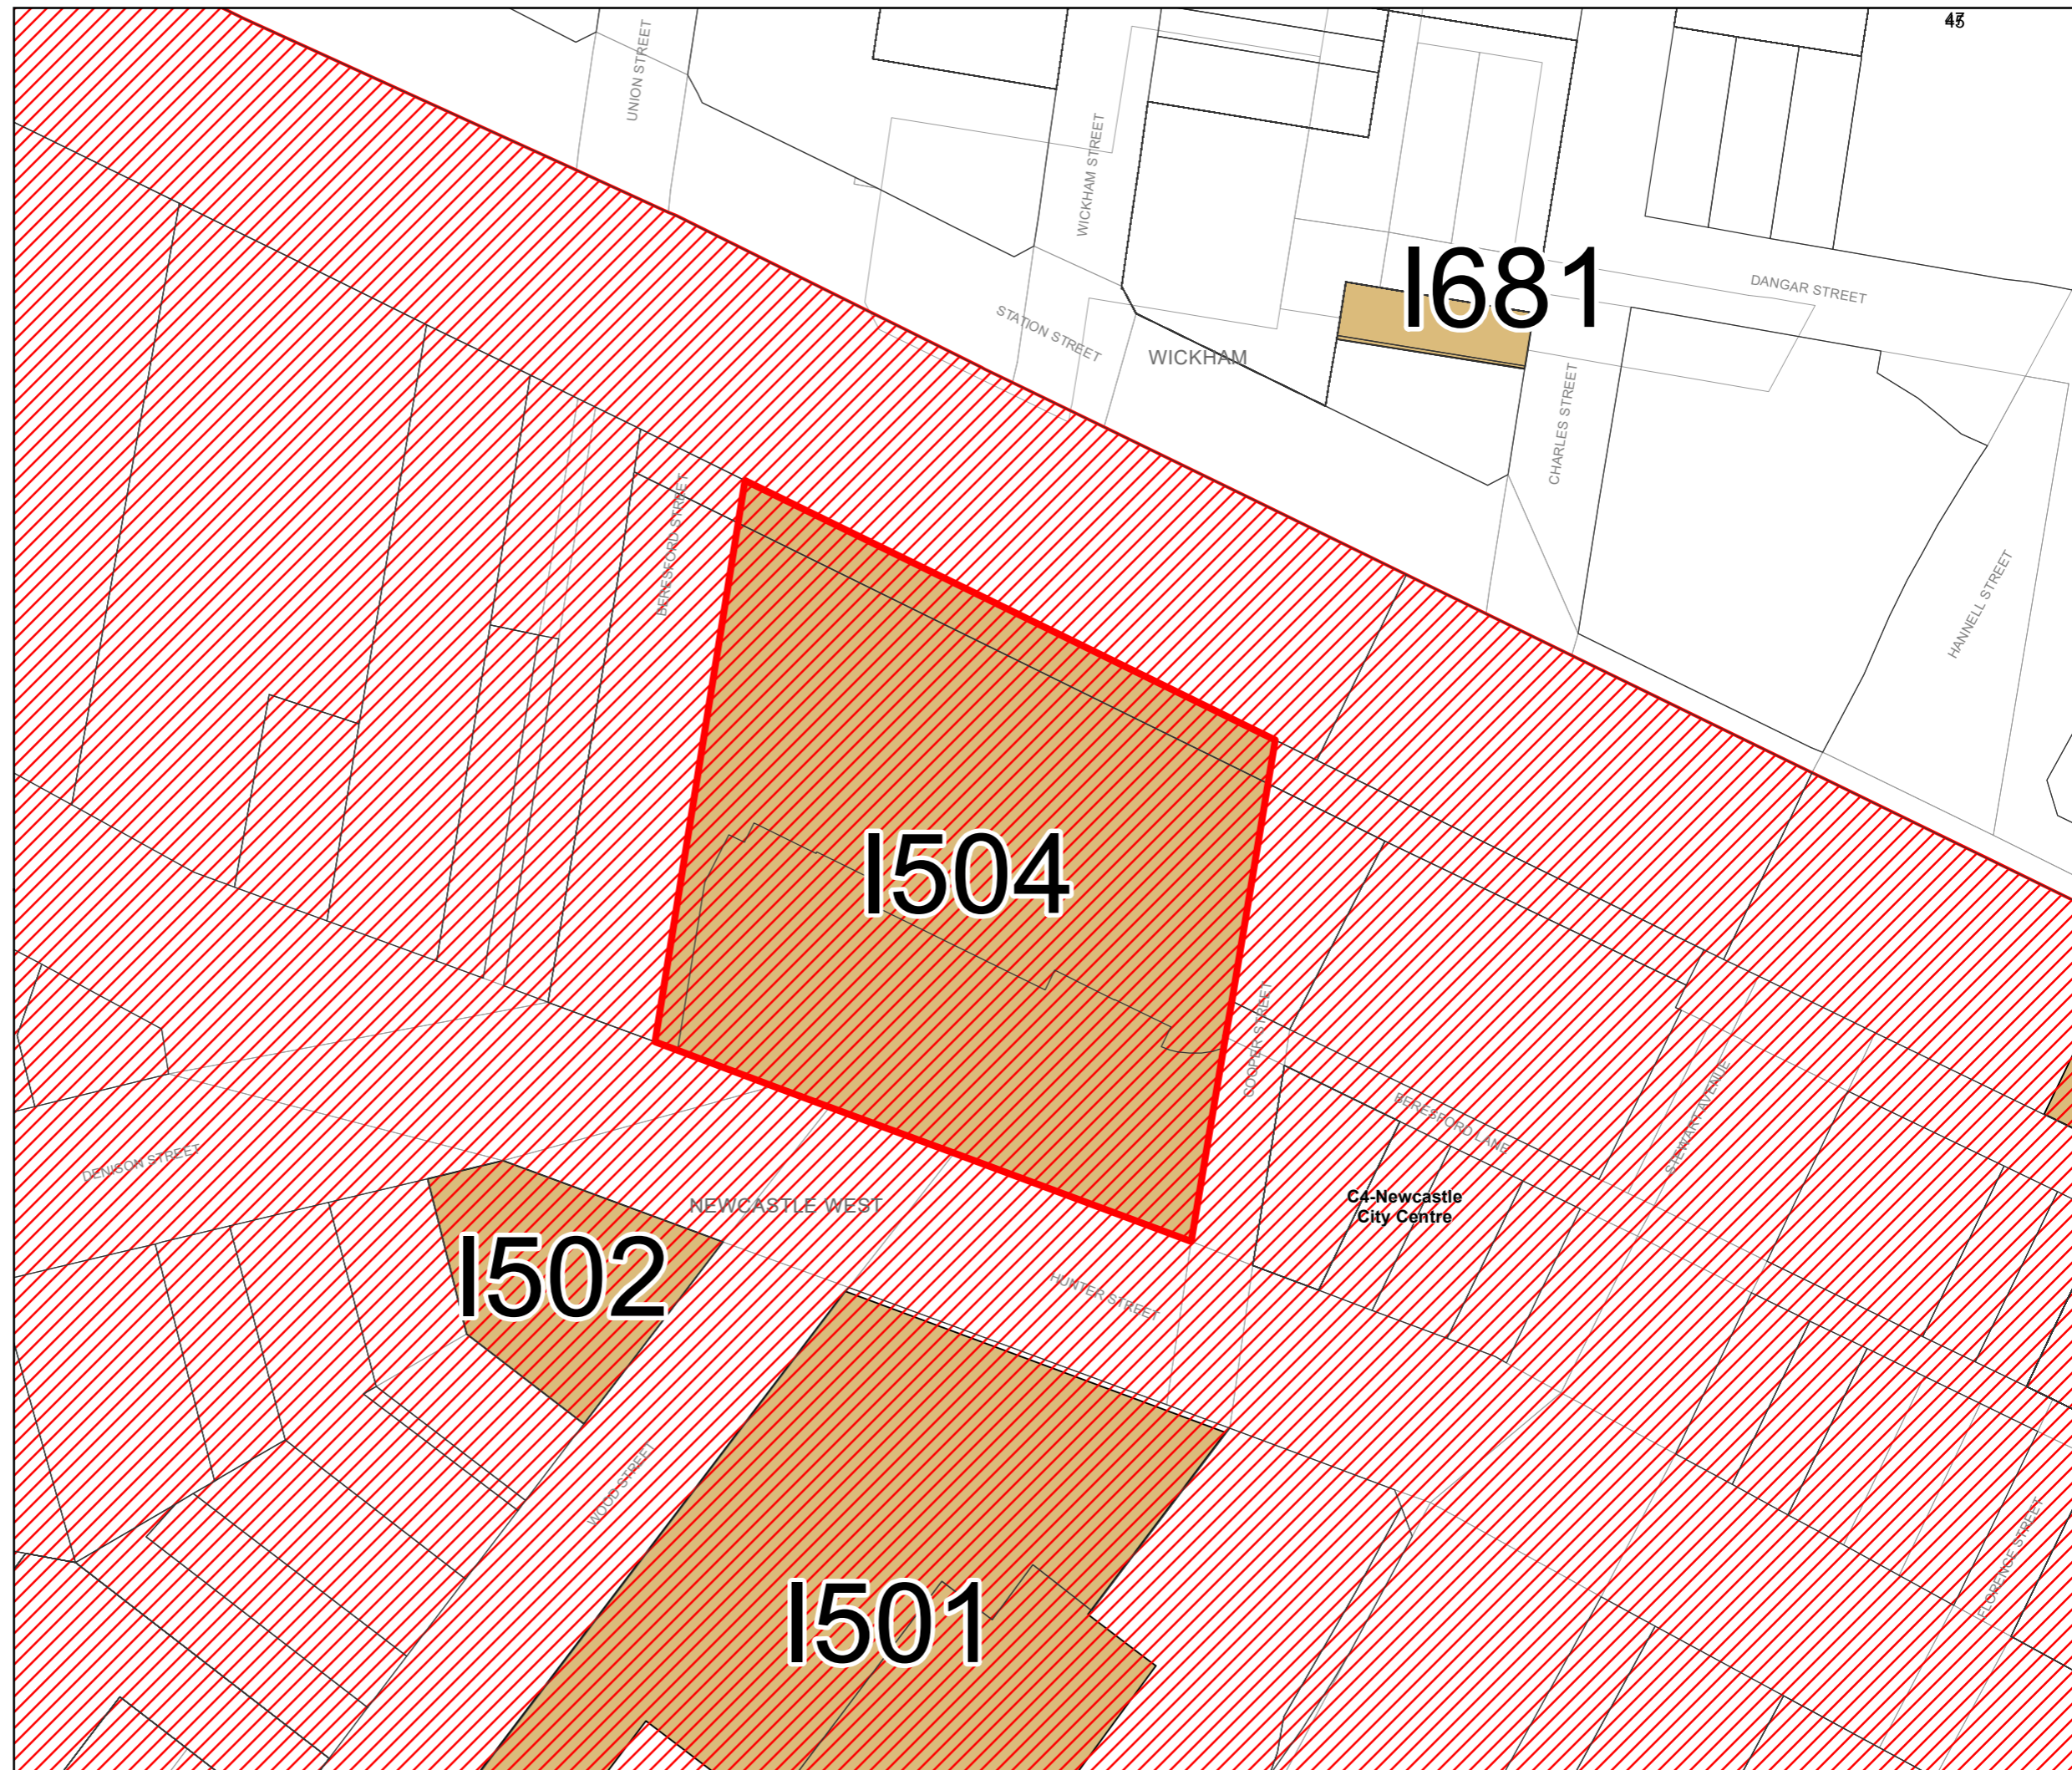 UNION STREET
WICKHAM STREET
I681
DANGAR STREET
STATION STREET
WICKHAM
CHARLES STREET
BERESFORD STREET
HANNELL STREET
I504
COOPER STREET
BERESFORD LANE
STEWART AVENUE
DENISON STREET
NEWCASTLE WEST
C4-Newcastle
City Centre
I502
HUNTER STREET
WOOD STREET
FLORENCE STREET
I501